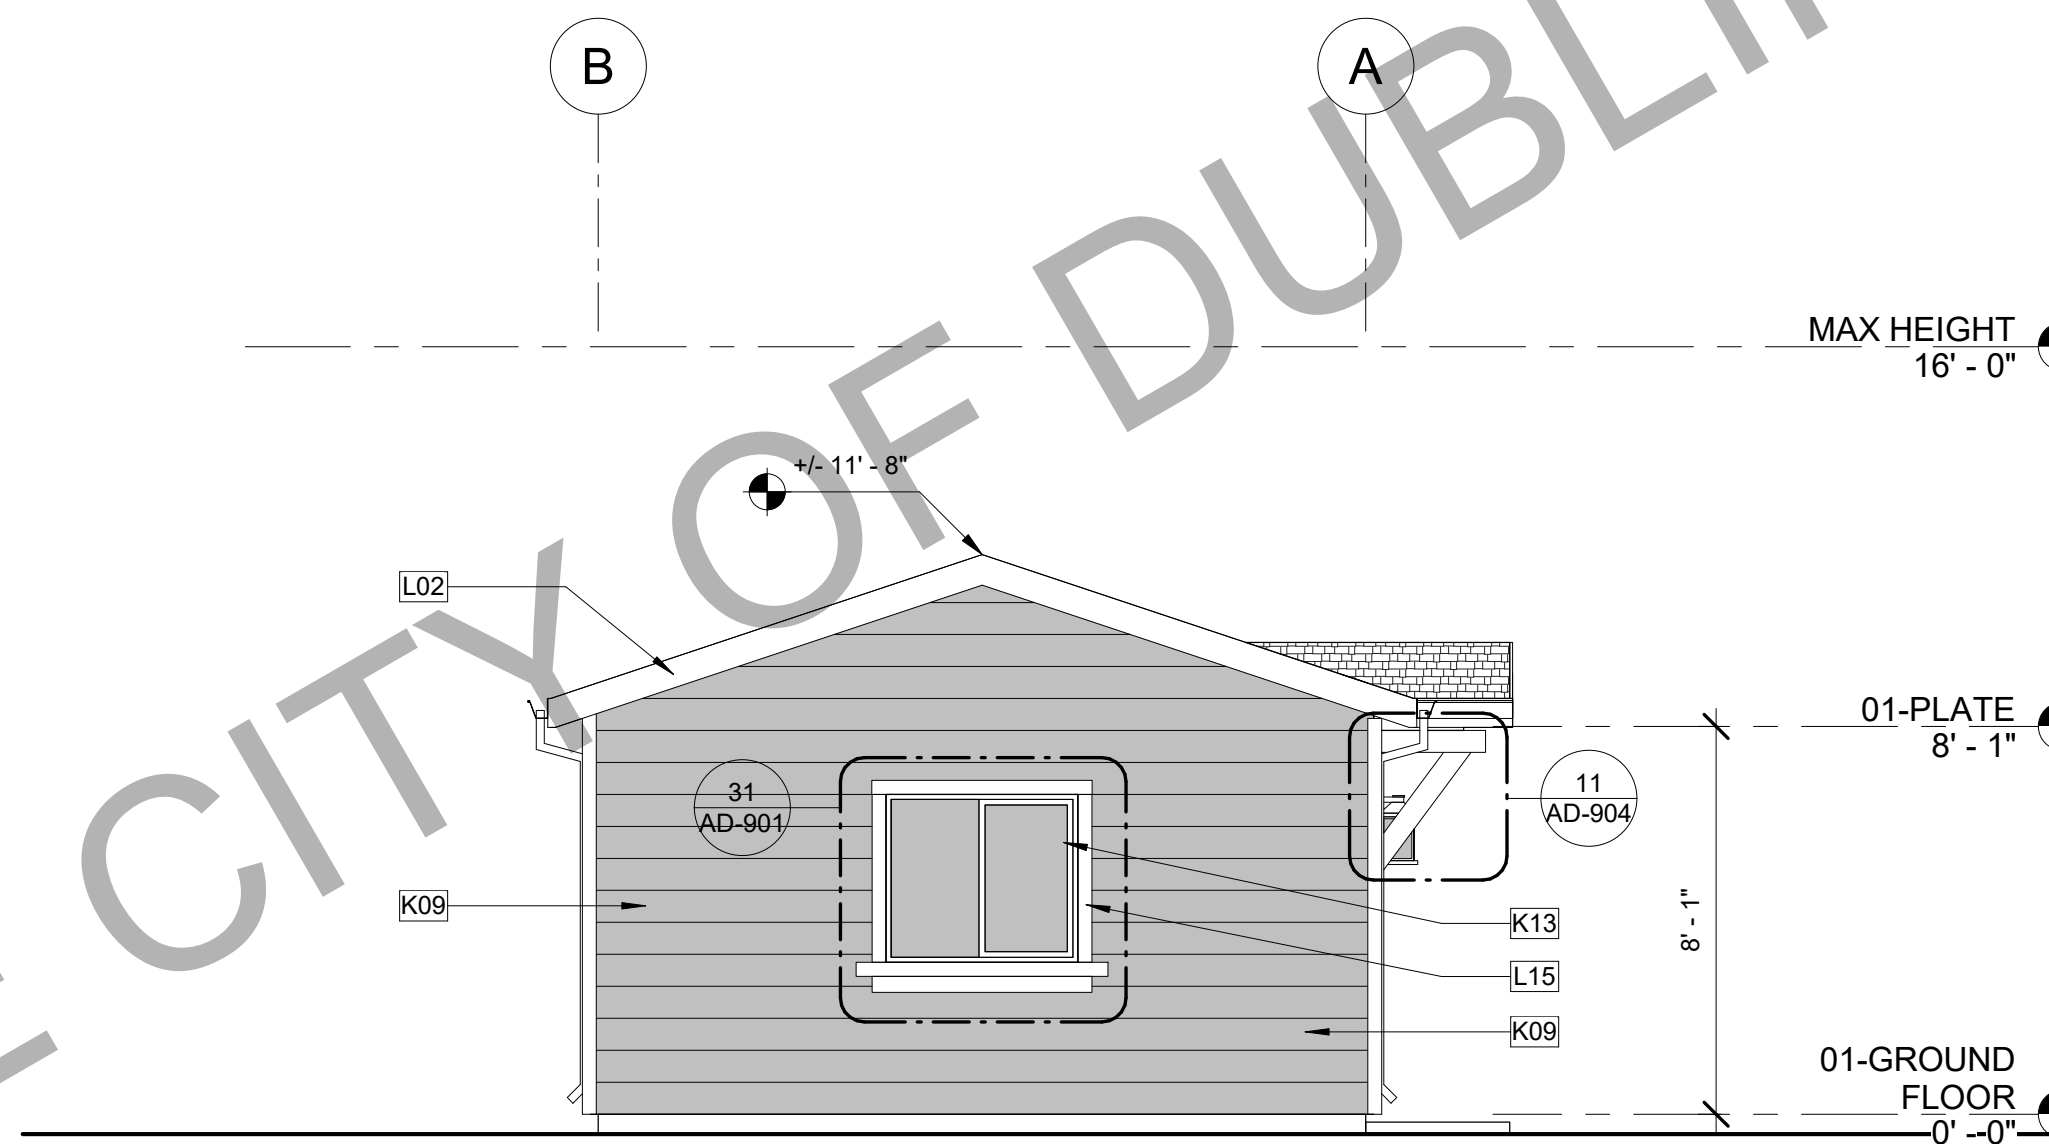 B
A
CITY OF DUBLIN
MAX HEIGHT
16' - 0"
+/- 11' - 8"
L02
01-PLATE
8' - 1"
31
AD-901
11
AD-904
K09
K13
8' - 1"
L15
K09
01-GROUND
FLOOR
0' - 0"